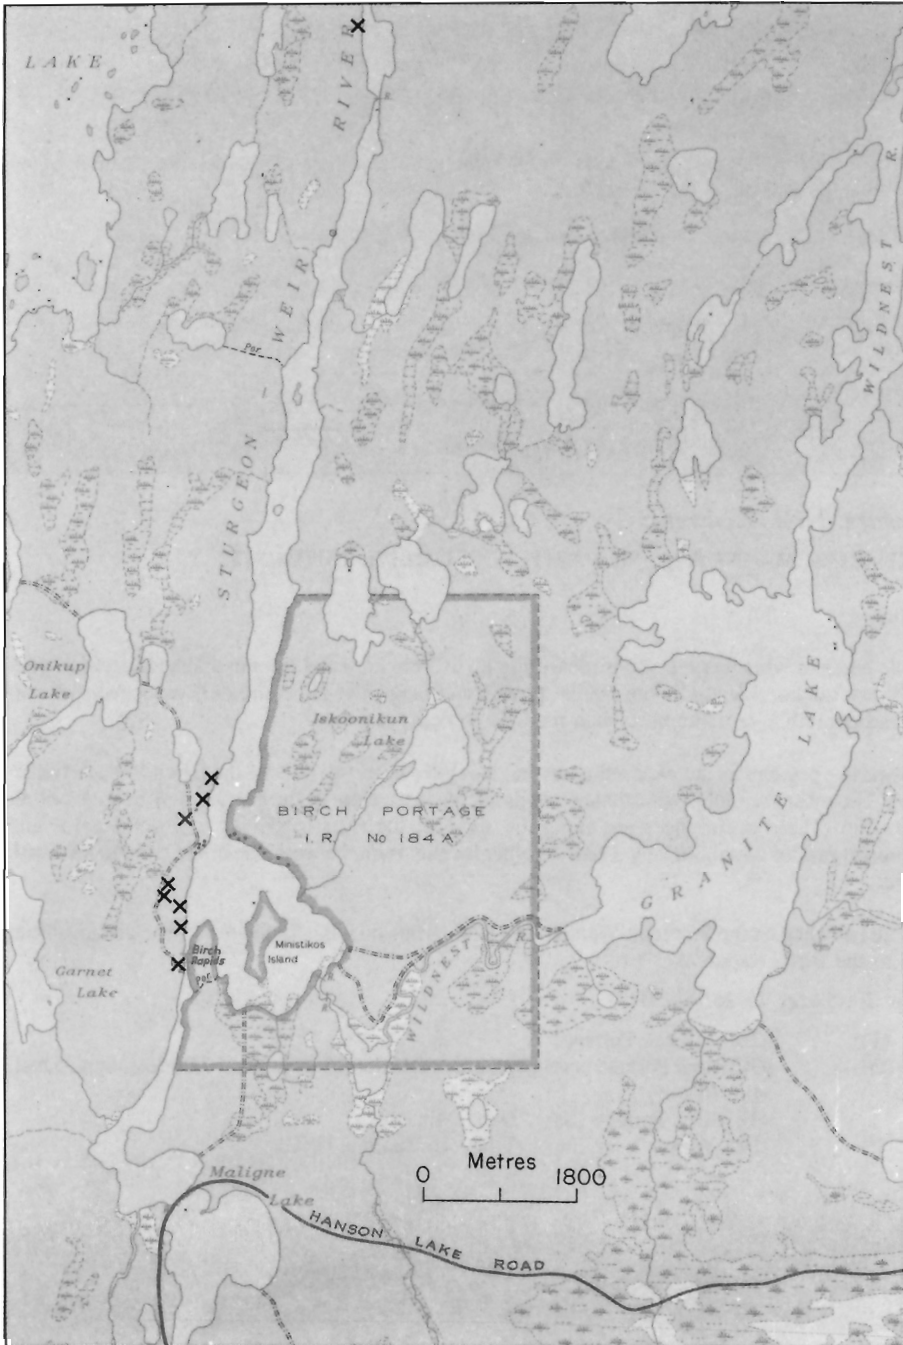 LAKE
RIVER
R.
WILDNEST
WEIR
Por
STURGEON
Onikup
Lake
Iskoonikun
Lake
LAKE
BIRCH PORTAGE
I.R. No 184 A
GRANITE
Ministikos
Island
Birch
Rapids
WILDNEST
R.
Garnet
Lake
Metres
0 1800
Maligne
Lake
HANSON LAKE ROAD